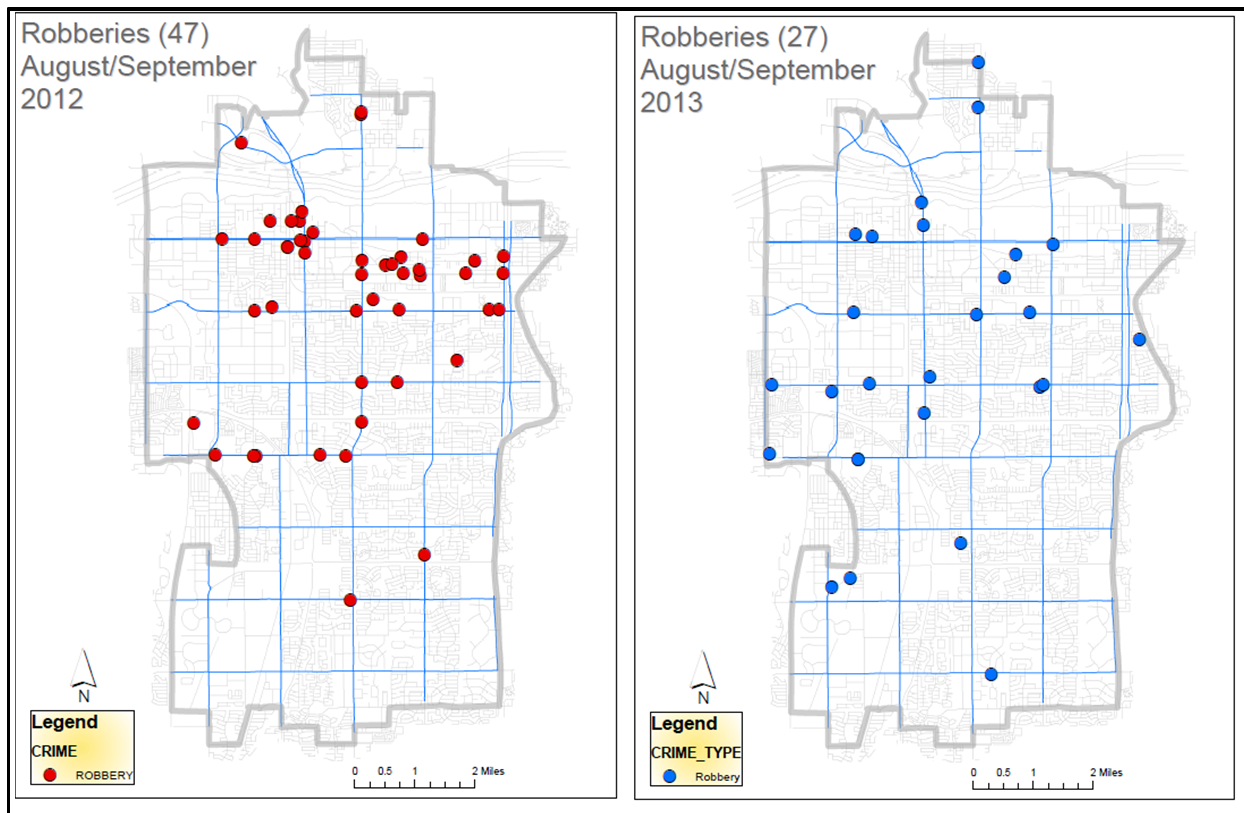 Robberies (47)
August/September
2012
N
Legend
CRIME
ROBBERY
0 0.5 1 2 Miles
Robberies (27)
August/September
2013
N
Legend
CRIME_TYPE
Robbery
0 0.5 1 2 Miles